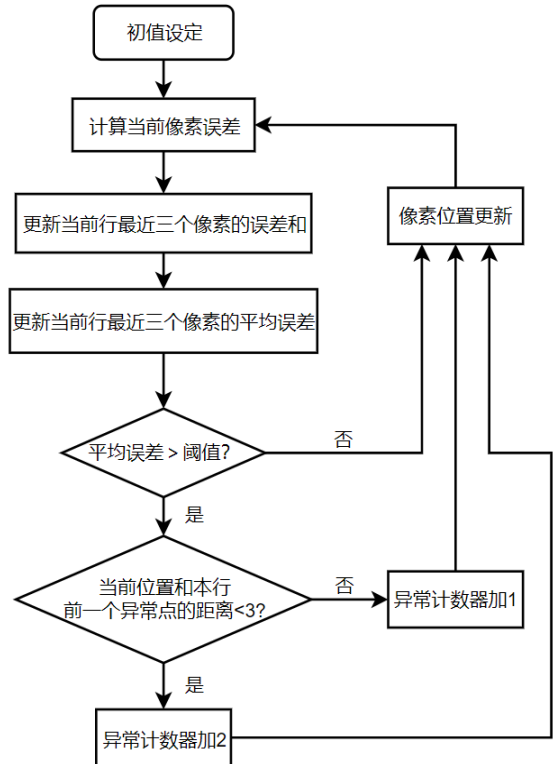 初值设定
计算当前像素误差
更新当前行最近三个像素的误差和
像素位置更新
更新当前行最近三个像素的平均误差
平均误差 > 阈值?
否
是
当前位置和本行
前一个异常点的距离<3?
否
异常计数器加1
是
异常计数器加2